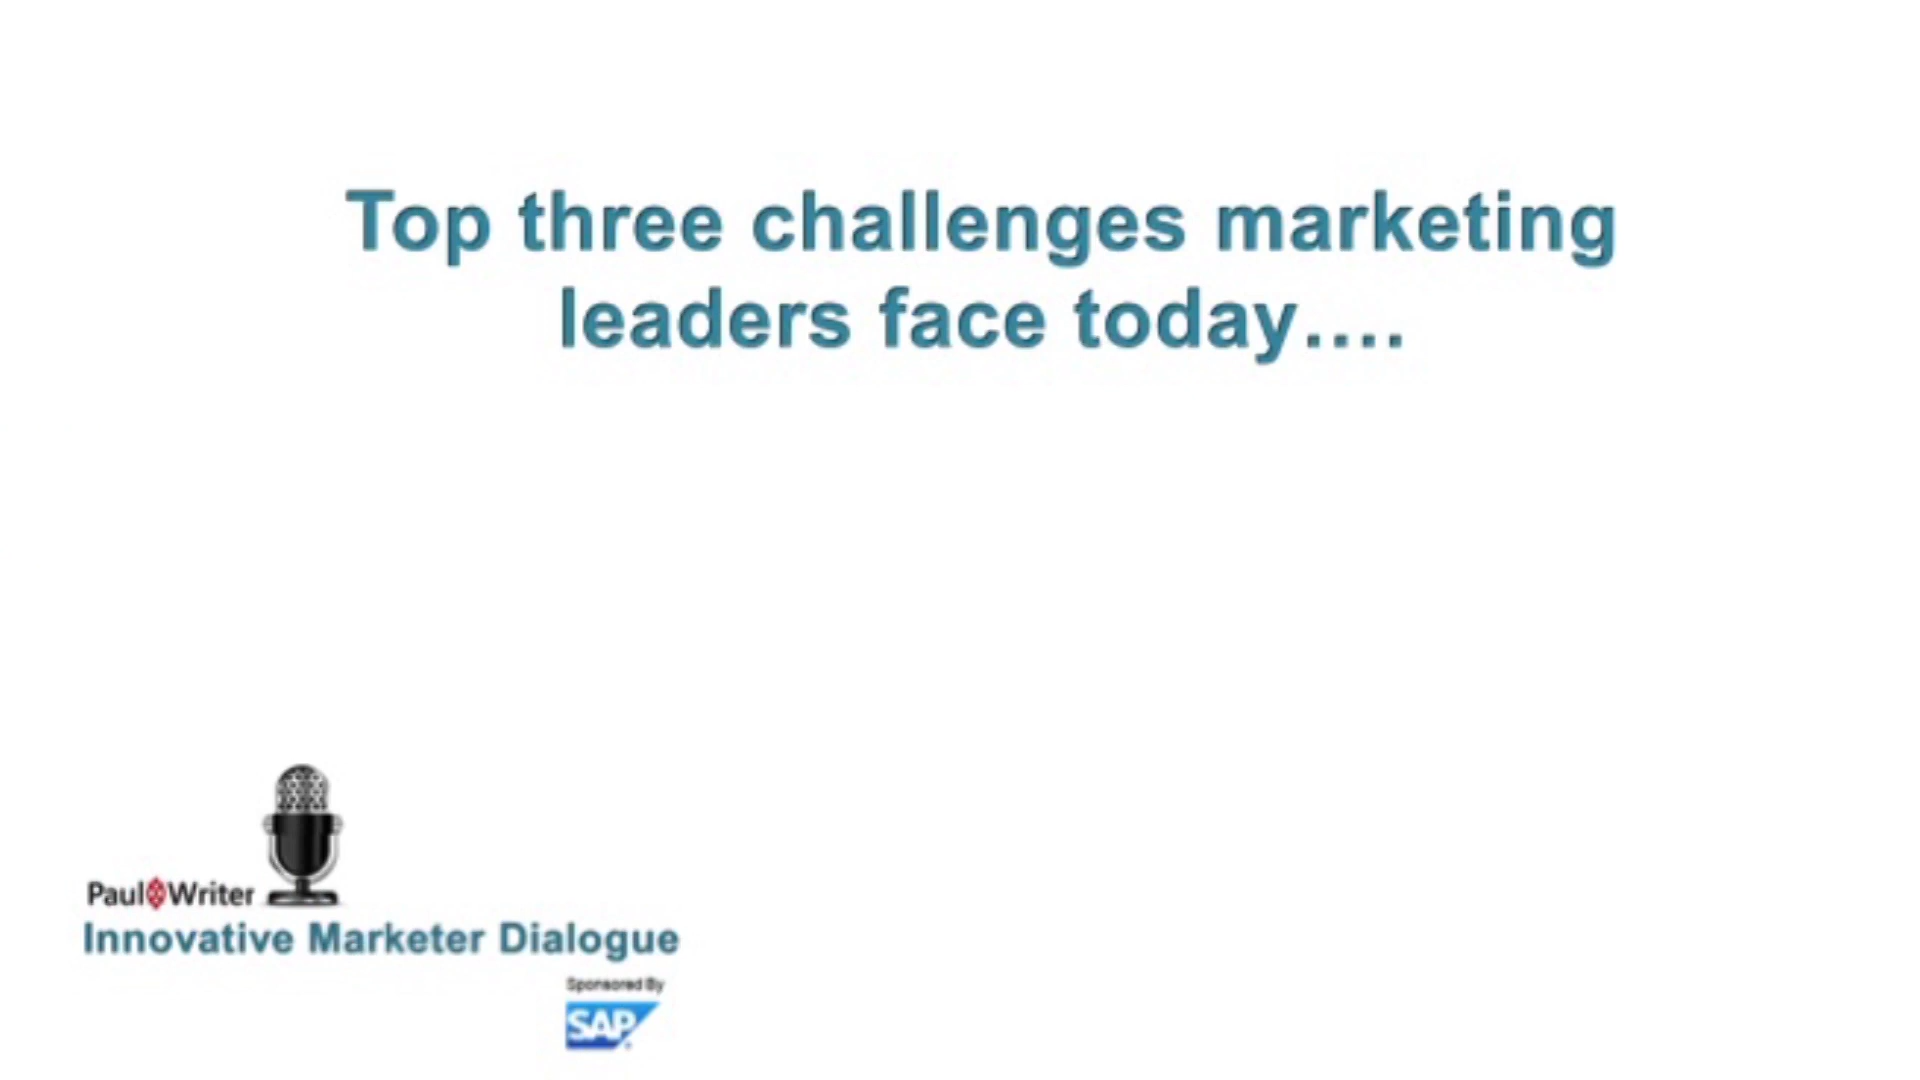 Top three challenges marketing
leaders face today....
Paul Writer
Innovative Marketer Dialogue
Sponsored By
SAP